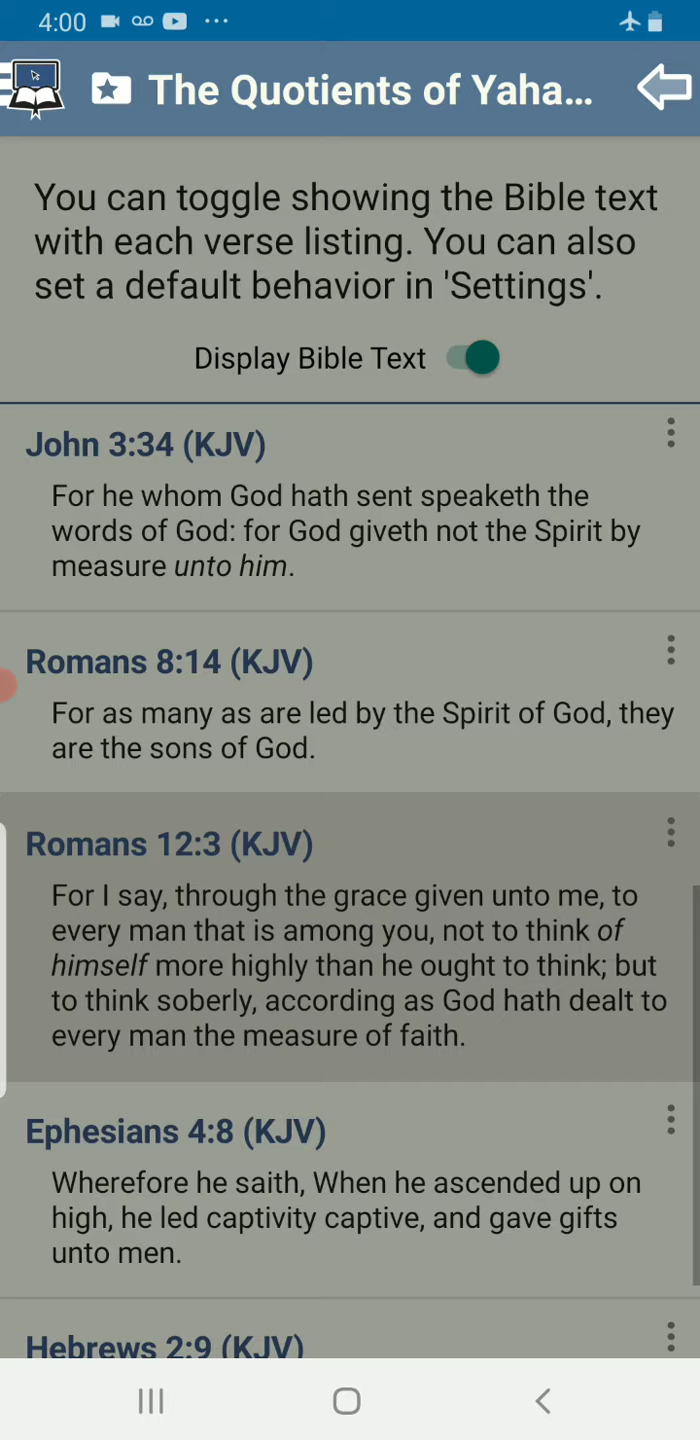 4:00
The Quotients of Yaha...
You can toggle showing the Bible text
with each verse listing. You can also
set a default behavior in 'Settings'.
Display Bible Text
John 3:34 (KJV)
For he whom God hath sent speaketh the
words of God: for God giveth not the Spirit by
measure unto him.
Romans 8:14 (KJV)
For as many as are led by the Spirit of God, they
are the sons of God.
Romans 12:3 (KJV)
For I say, through the grace given unto me, to
every man that is among you, not to think of
himself more highly than he ought to think; but
to think soberly, according as God hath dealt to
every man the measure of faith.
Ephesians 4:8 (KJV)
Wherefore he saith, When he ascended up on
high, he led captivity captive, and gave gifts
unto men.
Hebrews 2:9 (KJV)